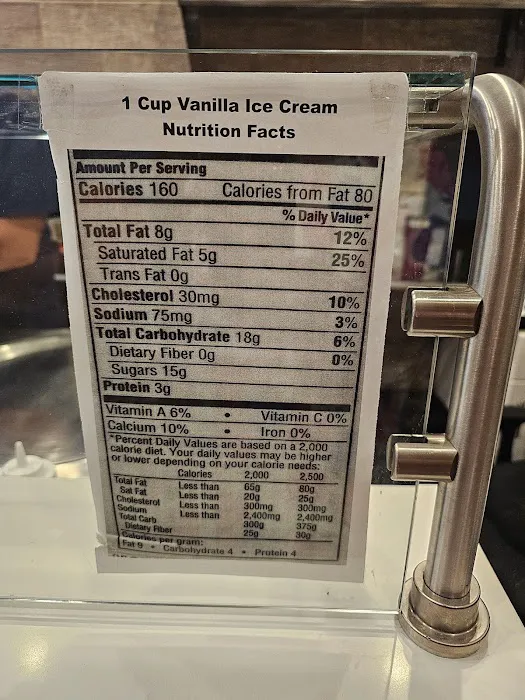 1 Cup Vanilla Ice Cream
Nutrition Facts
Amount Per Serving
Calories 160 Calories from Fat 80
% Daily Value*
Total Fat 8g 12%
Saturated Fat 5g 25%
Trans Fat 0g
Cholesterol 30mg 10%
Sodium 75mg 3%
Total Carbohydrate 18g 6%
Dietary Fiber 0g 0%
Sugars 15g
Protein 3g
Vitamin A 6% • Vitamin C 0%
Calcium 10% • Iron 0%
*Percent Daily Values are based on a 2,000
calorie diet. Your daily values may be higher
or lower depending on your calorie needs:
Calories 2,000 2,500
Total Fat Less than 65g 80g
Sat Fat Less than 20g 25g
Cholesterol Less than 300mg 300mg
Sodium Less than 2,400mg 2,400mg
Total Carb 300g 375g
Dietary Fiber 25g 30g
Calories per gram:
Fat 9 • Carbohydrate 4 • Protein 4